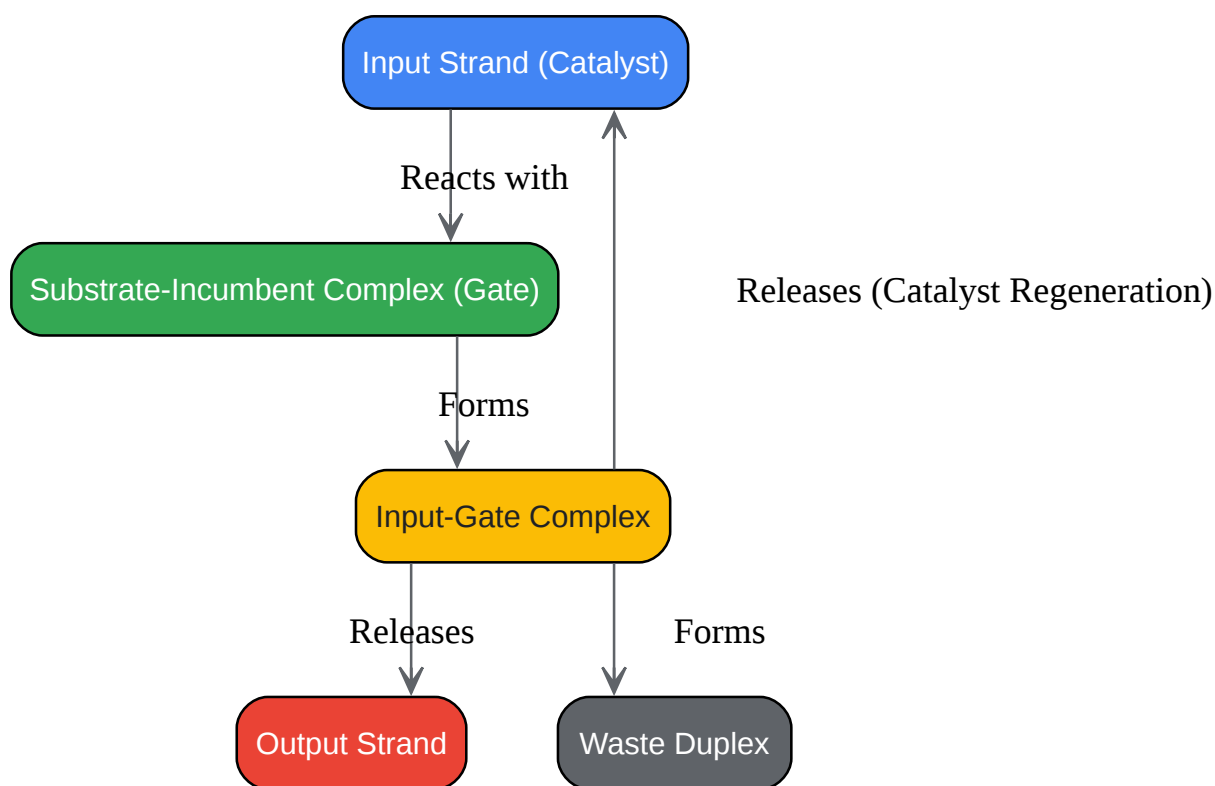 Input Strand (Catalyst)
Reacts with
Substrate-Incumbent Complex (Gate)
Releases (Catalyst Regeneration)
Forms
Input-Gate Complex
Releases
Forms
Output Strand
Waste Duplex